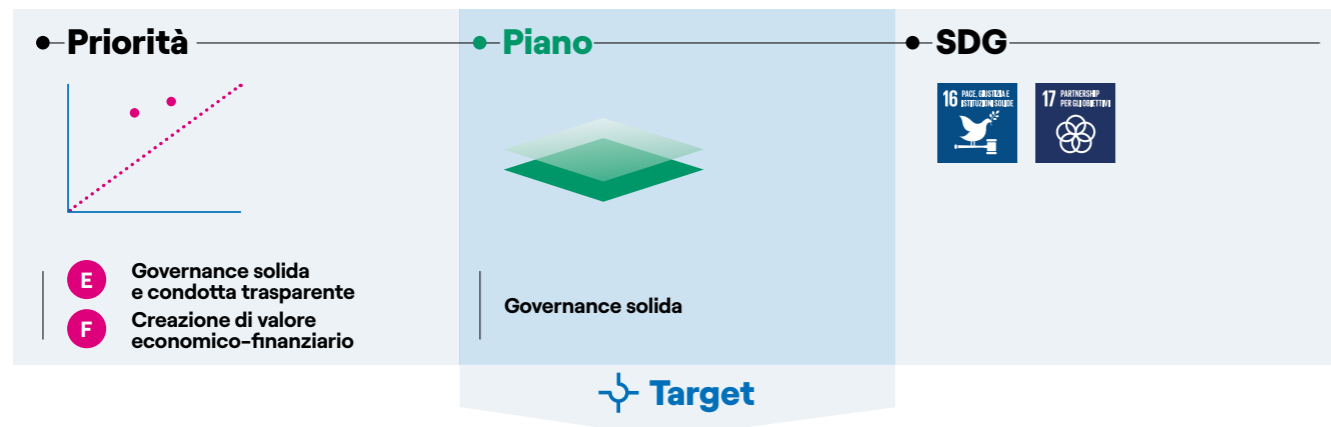 Priorità
Piano
SDG
16 PACE, GIUSTIZIA E
ISTITUZIONI SOLIDE
17 PARTNERSHIP
PER GLI OBIETTIVI
E
Governance solida
e condotta trasparente
F
Creazione di valore
economico-finanziario
Governance solida
Target